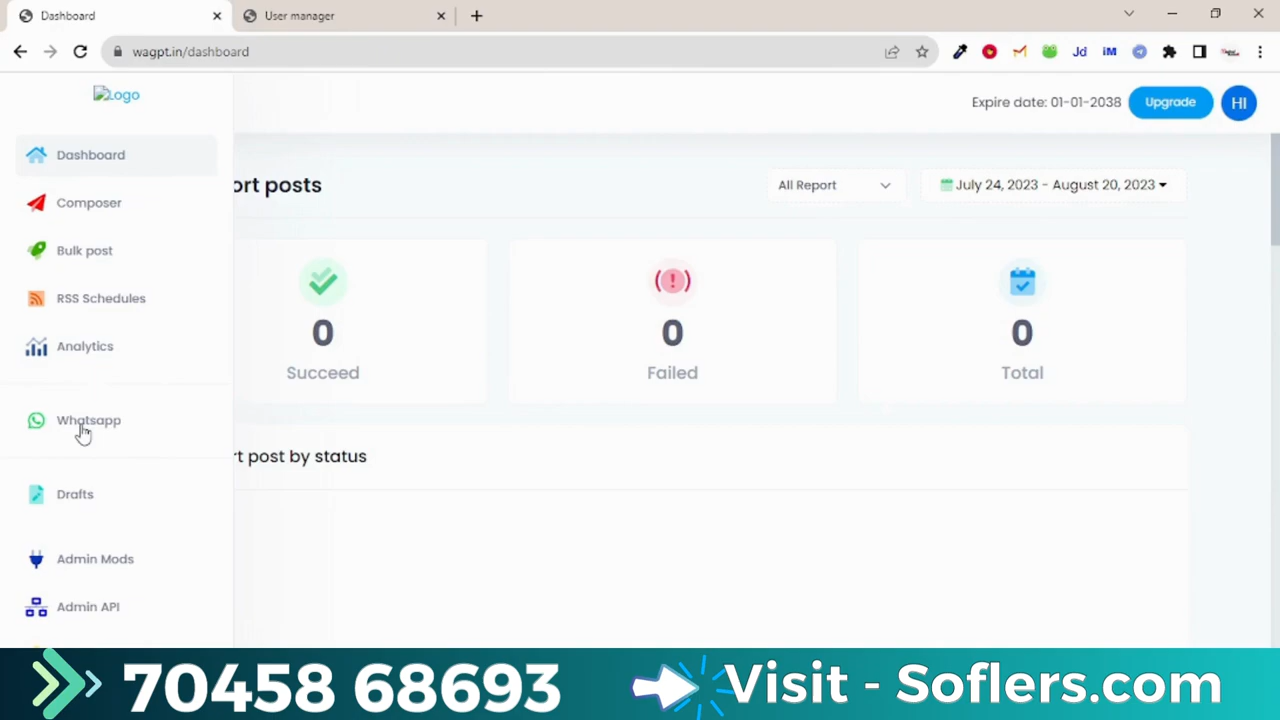 Dashboard
User manager
wagpt.in/dashboard
Jd
iM
Logo
Expire date: 01-01-2038
Upgrade
HI
Dashboard
ort posts
All Report
July 24, 2023 - August 20, 2023
Composer
Bulk post
RSS Schedules
Analytics
0
Succeed
0
Failed
0
Total
Whatsapp
rt post by status
Drafts
Admin Mods
Admin API
70458 68693
Visit - Soflers.com